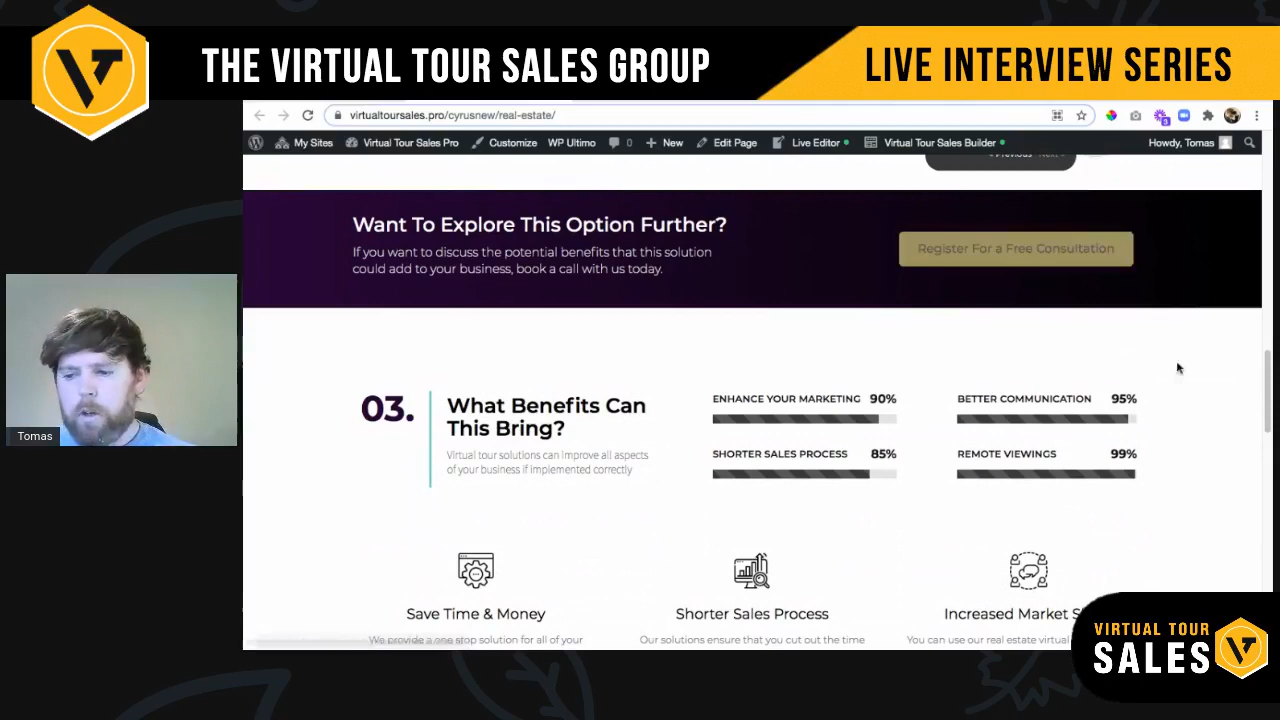 THE VIRTUAL TOUR SALES GROUP
LIVE INTERVIEW SERIES
virtualtoursales.pro/cyrusnew/real-estate/
My Sites Virtual Tour Sales Pro Customize WP Ultimo 0 New Edit Page Live Editor Virtual Tour Sales Builder Howdy, Tomas
« Previous Next »
Want To Explore This Option Further?
If you want to discuss the potential benefits that this solution
could add to your business, book a call with us today.
Register For a Free Consultation
03.
What Benefits Can
This Bring?
Virtual tour solutions can improve all aspects
of your business if implemented correctly
ENHANCE YOUR MARKETING 90%
BETTER COMMUNICATION 95%
SHORTER SALES PROCESS 85%
REMOTE VIEWINGS 99%
Tomas
Save Time & Money
Shorter Sales Process
Increased Market S
We provide a one stop solution for all of your
Our solutions ensure that you cut out the time
You can use our real estate virtual
VIRTUAL TOUR
SALES